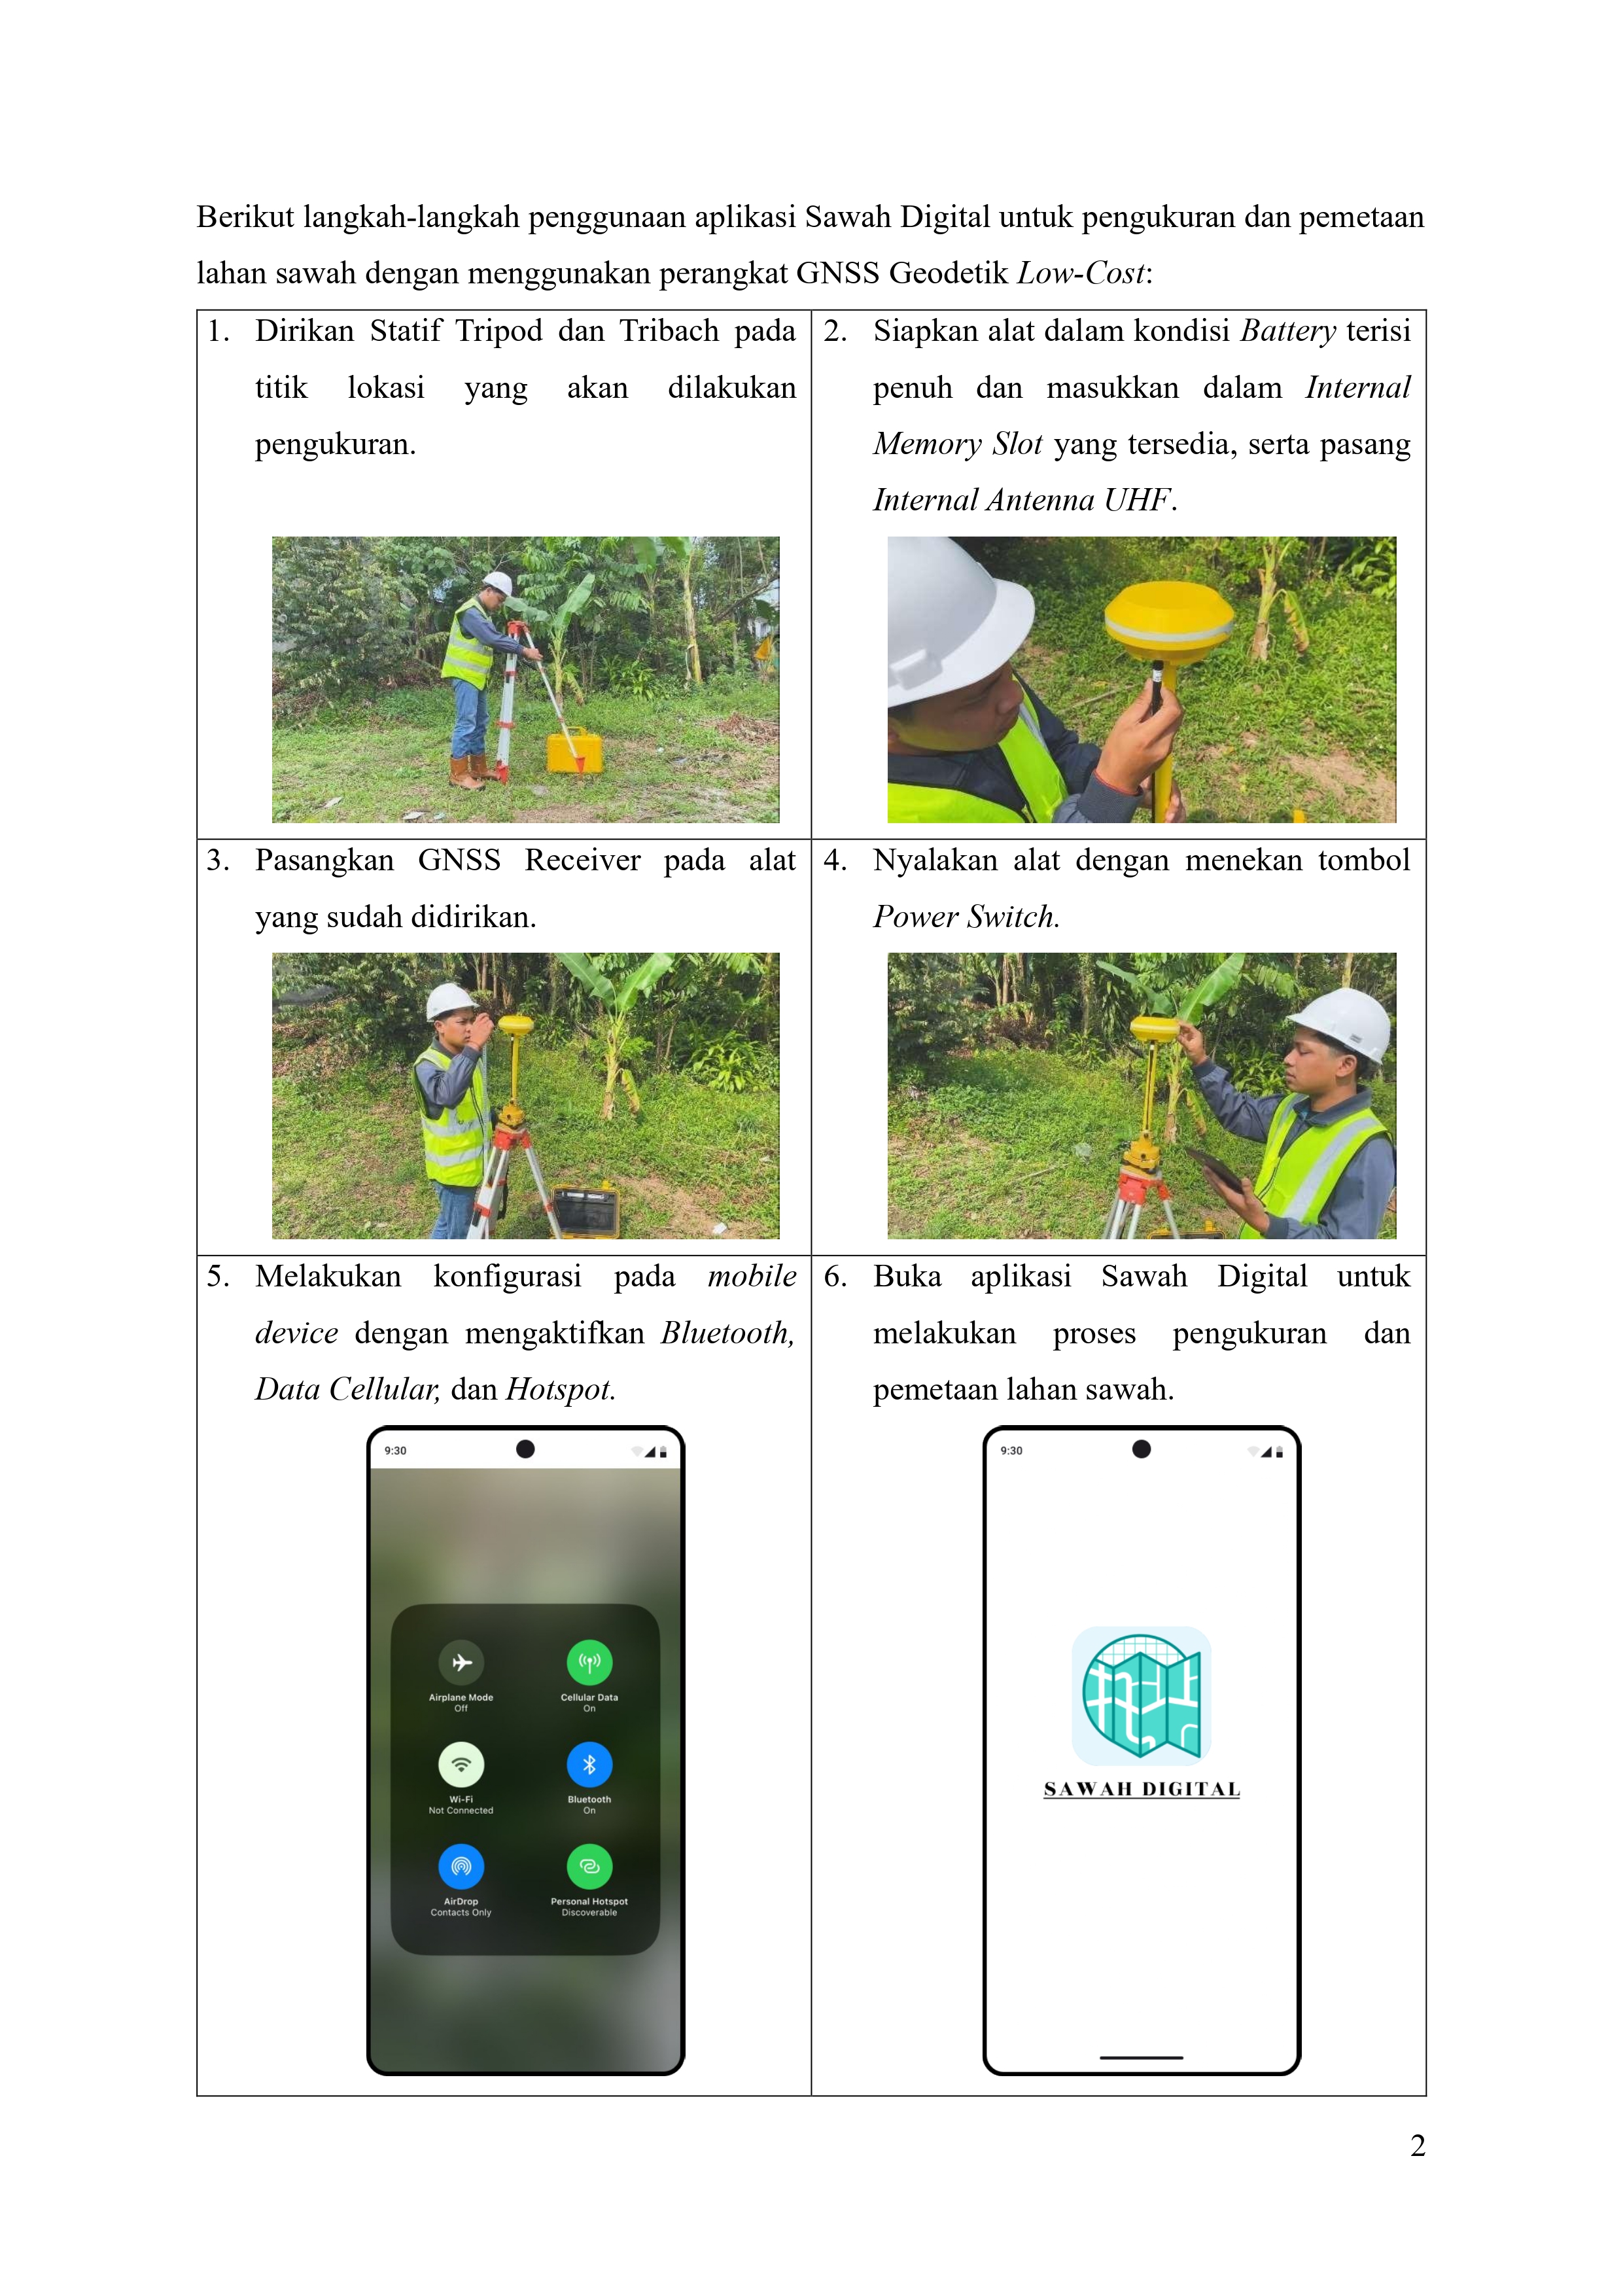 Berikut langkah-langkah penggunaan aplikasi Sawah Digital untuk pengukuran dan pemetaan
lahan sawah dengan menggunakan perangkat GNSS Geodetik Low-Cost:
1. Dirikan Statif Tripod dan Tribach pada
titik lokasi yang akan dilakukan
pengukuran.
2. Siapkan alat dalam kondisi Battery terisi
penuh dan masukkan dalam Internal
Memory Slot yang tersedia, serta pasang
Internal Antenna UHF.
3. Pasangkan GNSS Receiver pada alat
yang sudah didirikan.
4. Nyalakan alat dengan menekan tombol
Power Switch.
5. Melakukan konfigurasi pada mobile
device dengan mengaktifkan Bluetooth,
Data Cellular, dan Hotspot.
9:30
Airplane Mode
Off
Cellular Data
On
Wi-Fi
Not Connected
Bluetooth
On
AirDrop
Contacts Only
Personal Hotspot
Discoverable
6. Buka aplikasi Sawah Digital untuk
melakukan proses pengukuran dan
pemetaan lahan sawah.
9:30
SAWAH DIGITAL
2